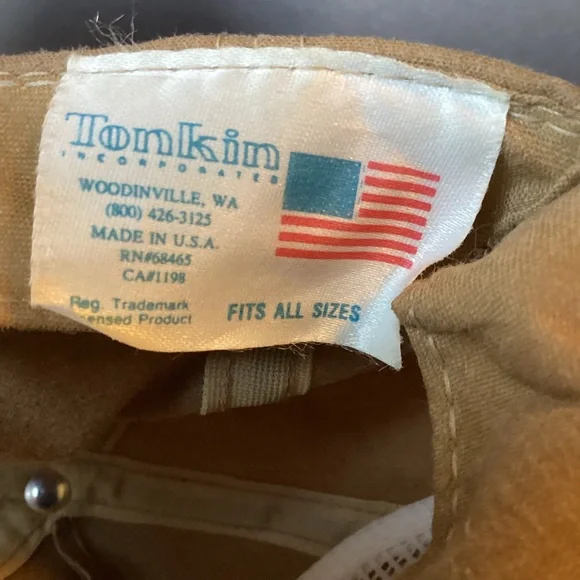 Tonkin
INCORPORATED
WOODINVILLE, WA
(800) 426-3125
MADE IN U.S.A.
RN#68465
CA#1198
Reg. Trademark
Product
FITS ALL SIZES